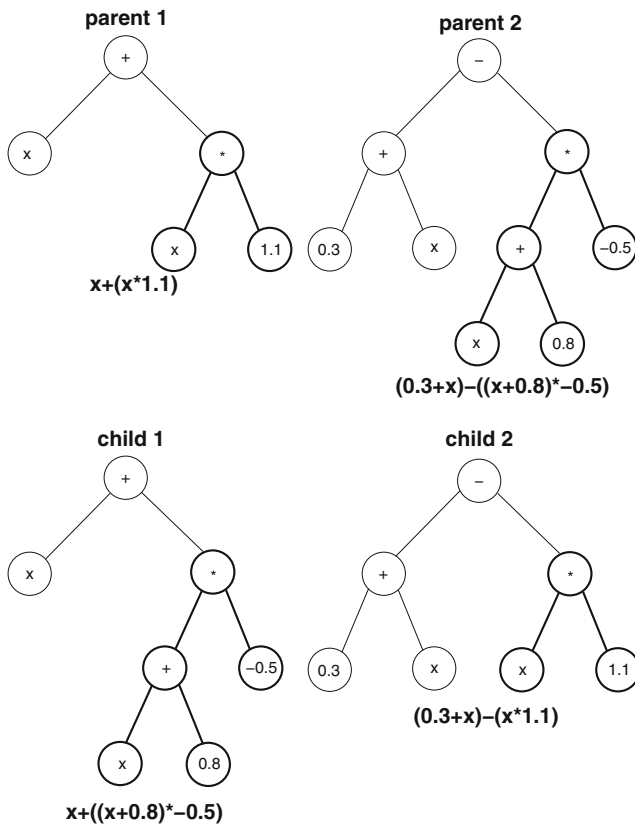 parent 1
+
x
*
x
1.1
x+(x*1.1)
parent 2
−
+
*
0.3
x
+
−0.5
x
0.8
(0.3+x)−((x+0.8)*−0.5)
child 1
+
x
*
+
−0.5
x
0.8
x+((x+0.8)*−0.5)
child 2
−
+
*
0.3
x
x
1.1
(0.3+x)−(x*1.1)